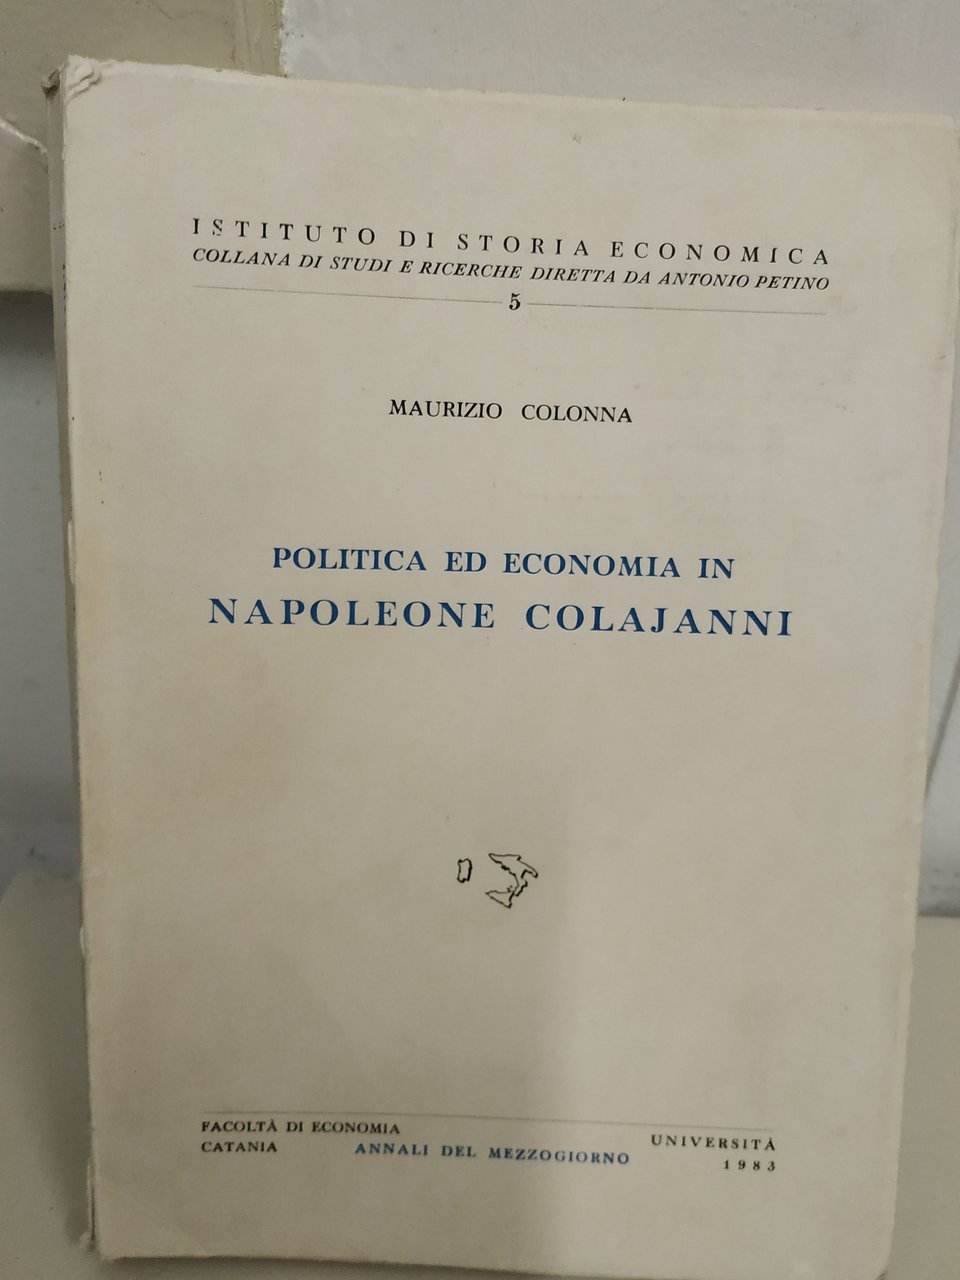 ISTITUTO DI STORIA ECONOMICA
COLLANA DI STUDI E RICERCHE DIRETTA DA ANTONIO PETINO
5
MAURIZIO COLONNA
POLITICA ED ECONOMIA IN
NAPOLEONE COLAJANNI
FACOLTÀ DI ECONOMIA
CATANIA
ANNALI DEL MEZZOGIORNO
UNIVERSITÀ
1983